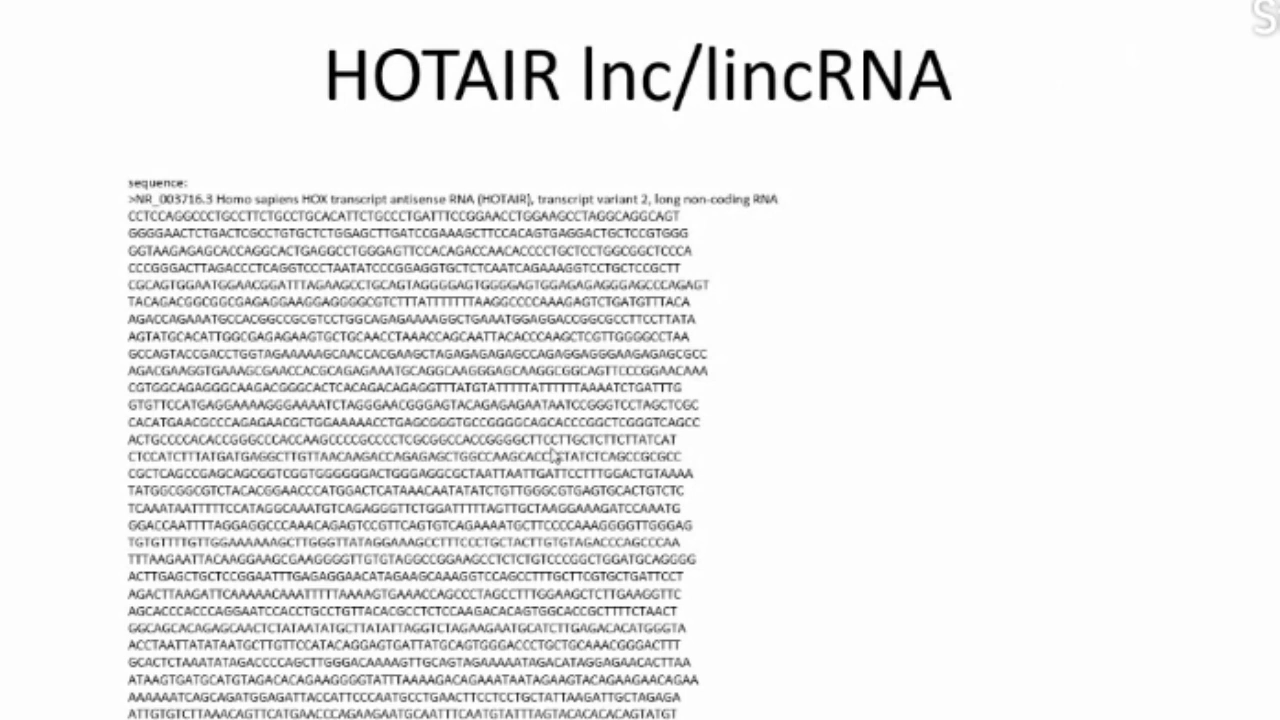 S
HOTAIR lnc/lincRNA
sequence:
>NR_003716.3 Homo sapiens HOX transcript antisense RNA (HOTAIR), transcript variant 2, long non-coding RNA
CCTCCAGGCCCTGCCTTCTGCCTGCACATTCTGCCCTGATTTCCGGAACCTGGAAGCCTAGGCAGGCAGT
GGGGAACTCTGACTCGCCTGTGCTCTGGAGCTTGATCCGAAAGCTTCCACAGTGAGGACTGCTCCGTGGG
GGTAAGAGAGCACCAGGCACTGAGGCCTGGGAGTTCCACAGACCAACACCCCTGCTCCTGGCGGCTCCCA
CCCGGGACTTAGACCCTCAGGTCCCTAATATCCCGGAGGTGCTCTCAATCAGAAAGGTCCTGCTCCGCTT
CGCAGTGGAATGGAACGGATTTAGAAGCCTGCAGTAGGGGAGTGGGGAGTGGAGAGAGGGAGCCCAGAGT
TACAGACGGCGGCGAGAGGAAGGAGGGGCGTCTTTATTTTTTTAAGGCCCCAAAGAGTCTGATGTTTACA
AGACCAGAAATGCCACGGCCGCGTCCTGGCAGAGAAAAGGCTGAAATGGAGGACCGGCGCCTTCCTTATA
AGTATGCACATTGGCGAGAGAAGTGCTGCAACCTAAACCAGCAATTACACCCAAGCTCGTTGGGGCCTAA
GCCAGTACCGACCTGGTAGAAAAAGCAACCACGAAGCTAGAGAGAGAGCCAGAGGAGGGAAGAGAGCGCC
AGACGAAGGTGAAAGCGAACCACGCAGAGAAATGCAGGCAAGGGAGCAAGGCGGCAGTTCCCGGAACAAA
CGTGGCAGAGGGCAAGACGGGCACTCACAGACAGAGGTTTATGTATTTTTATTTTTTAAAATCTGATTTG
GTGTTCCATGAGGAAAAGGGAAAATCTAGGGAACGGGAGTACAGAGAGAATAATCCGGGTCCTAGCTCGC
CACATGAACGCCCAGAGAACGCTGGAAAAACCTGAGCGGGTGCCGGGGCAGCACCCGGCTCGGGTCAGCC
ACTGCCCCACACCGGGCCCACCAAGCCCCGCCCCTCGCGGCCACCGGGGCTTCCTTGCTCTTCTTATCAT
CTCCATCTTTATGATGAGGCTTGTTAACAAGACCAGAGAGCTGGCCAAGCACCTCTATCTCAGCCGCGCC
CGCTCAGCCGAGCAGCGGTCGGTGGGGGGACTGGGAGGCGCTAATTAATTGATTCCTTTGGACTGTAAAA
TATGGCGGCGTCTACACGGAACCCATGGACTCATAAACAATATATCTGTTGGGCGTGAGTGCACTGTCTC
TCAAATAATTTTTCCATAGGCAAATGTCAGAGGGTTCTGGATTTTTAGTTGCTAAGGAAAGATCCAAATG
GGACCAATTTTAGGAGGCCCAAACAGAGTCCGTTCAGTGTCAGAAAATGCTTCCCCAAAGGGGTTGGGAG
TGTGTTTTGTTGGAAAAAAGCTTGGGTTATAGGAAAGCCTTTCCCTGCTACTTGTGTAGACCCAGCCCAA
TTTAAGAATTACAAGGAAGCGAAGGGGTTGTGTAGGCCGGAAGCCTCTCTGTCCCGGCTGGATGCAGGGG
ACTTGAGCTGCTCCGGAATTTGAGAGGAACATAGAAGCAAAGGTCCAGCCTTTGCTTCGTGCTGATTCCT
AGACTTAAGATTCAAAAACAAATTTTTAAAAGTGAAACCAGCCCTAGCCTTTGGAAGCTCTTGAAGGTTC
AGCACCCACCCAGGAATCCACCTGCCTGTTACACGCCTCTCCAAGACACAGTGGCACCGCTTTTCTAACT
GGCAGCACAGAGCAACTCTATAATATGCTTATATTAGGTCTAGAAGAATGCATCTTGAGACACATGGGTA
ACCTAATTATATAATGCTTGTTCCATACAGGAGTGATTATGCAGTGGGACCCTGCTGCAAACGGGACTTT
GCACTCTAAATATAGACCCCAGCTTGGGACAAAAGTTGCAGTAGAAAAATAGACATAGGAGAACACTTAA
ATAAGTGATGCATGTAGACACAGAAGGGGTATTTAAAAGACAGAAATAATAGAAGTACAGAAGAACAGAA
AAAAAATCAGCAGATGGAGATTACCATTCCCAATGCCTGAACTTCCTCCTGCTATTAAGATTGCTAGAGA
ATTGTGTCTTAAACAGTTCATGAACCCAGAAGAATGCAATTTCAATGTATTTAGTACACACACAGTATGT